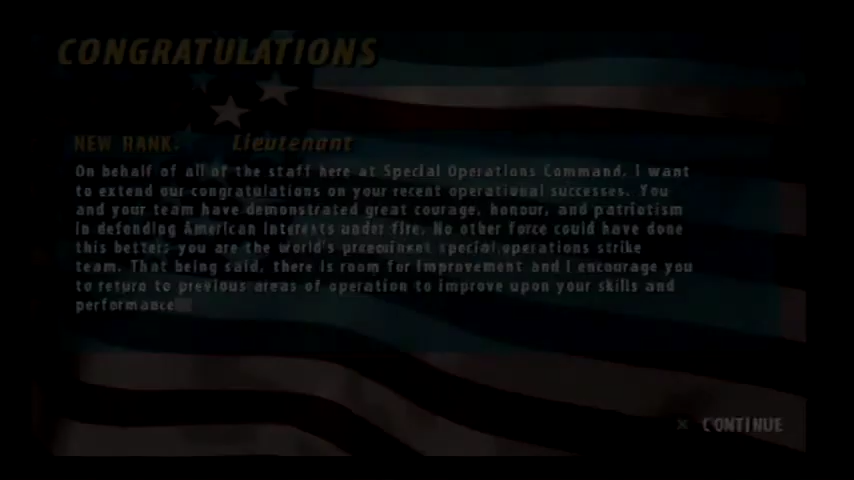 CONGRATULATIONS
NEW RANK. Lieutenant
On behalf of all of the staff here at Special Operations Command, I want
to extend our congratulations on your recent operational successes. You
and your team have demonstrated great courage, honour, and patriotism
in defending American interests under fire. No other force could have done
this better; you are the world's preeminent special operations strike
team. That being said, there is room for improvement and I encourage you
to return to previous areas of operation to improve upon your skills and
performance
× CONTINUE